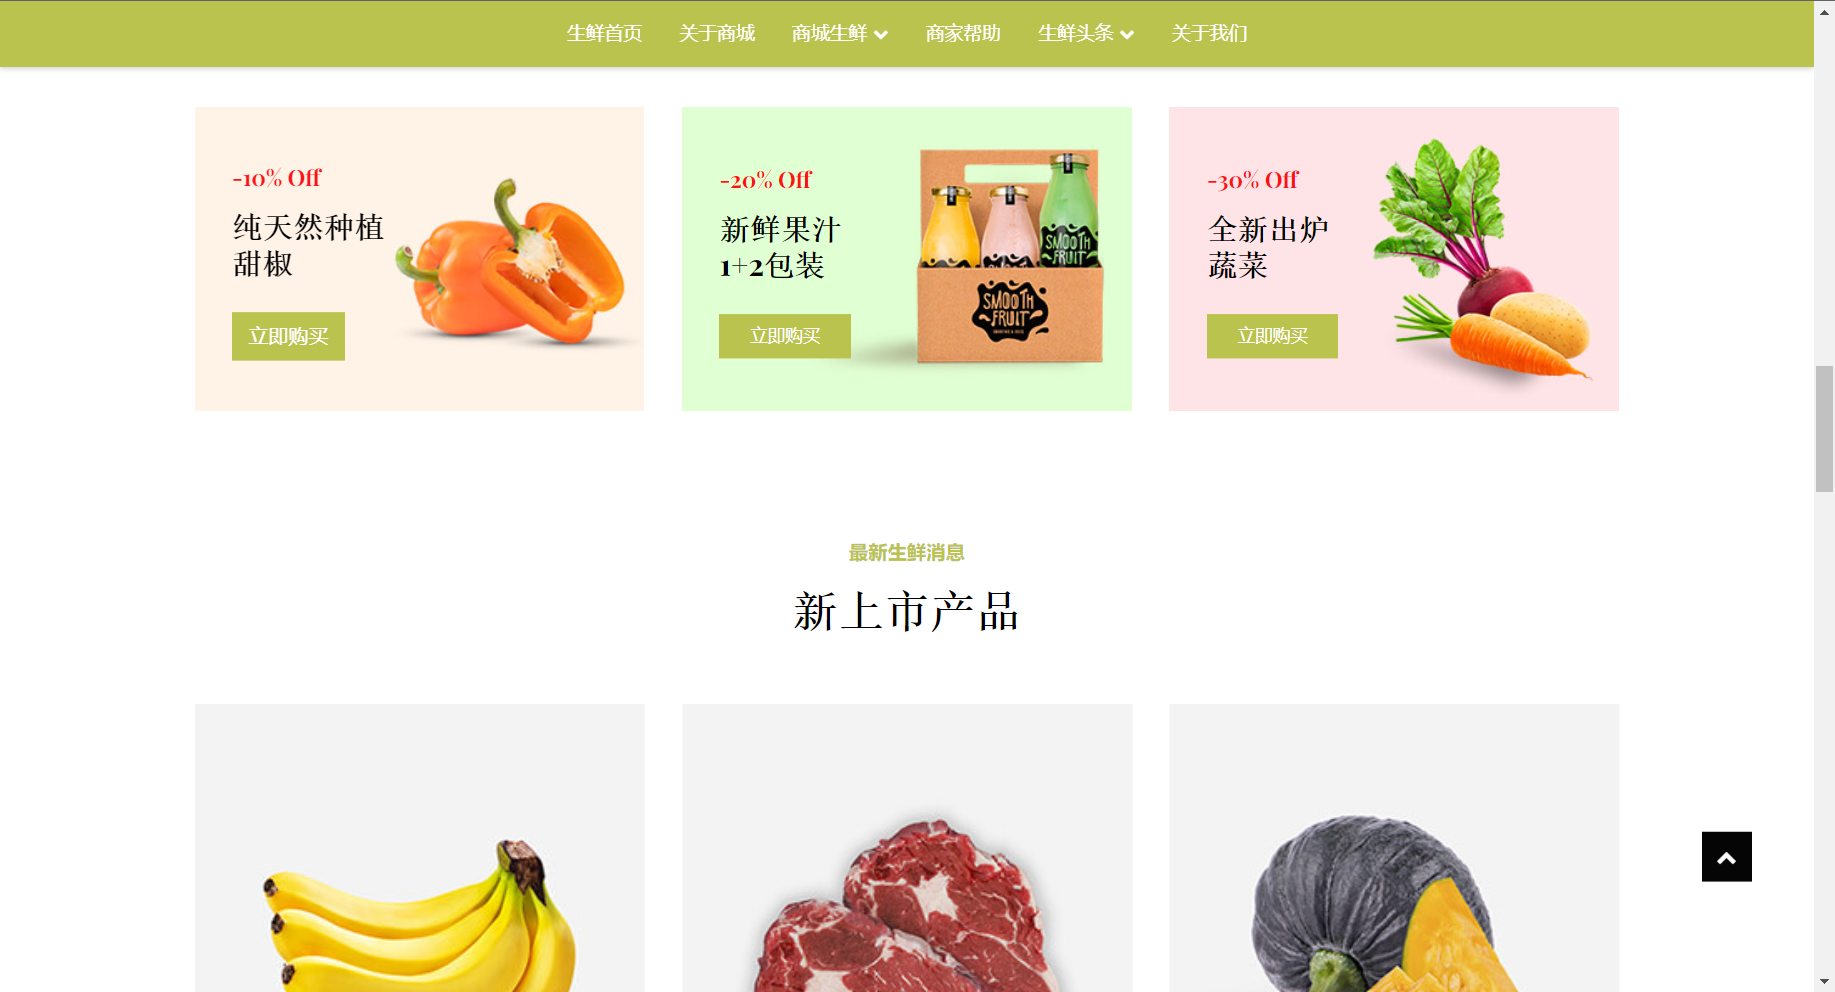 生鲜首页 关于商城 商城生鲜 商家帮助 生鲜头条 关于我们
-10% Off
纯天然种植
甜椒
立即购买
-20% Off
新鲜果汁
1+2包装
立即购买
SMOOTH
FRUIT
SMOOTH
FRUIT
-30% Off
全新出炉
蔬菜
立即购买
最新生鲜消息
新上市产品